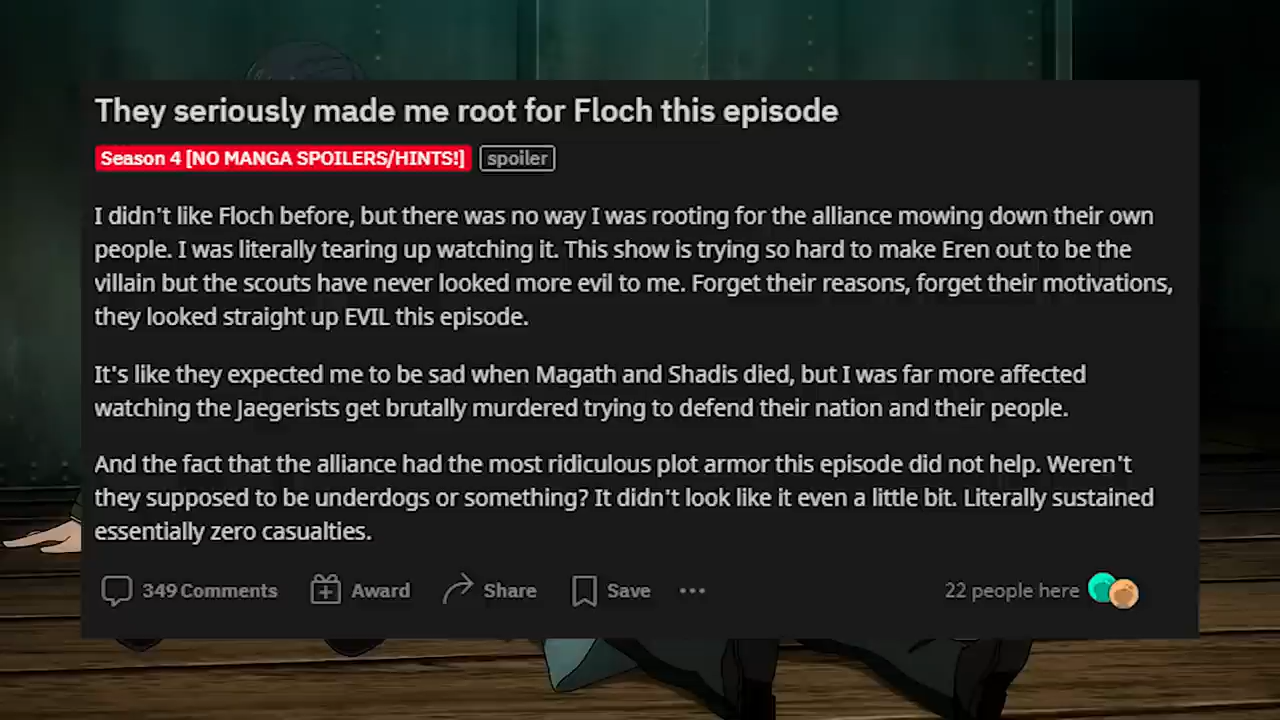 They seriously made me root for Floch this episode
Season 4 [NO MANGA SPOILERS/HINTS!] spoiler
I didn't like Floch before, but there was no way I was rooting for the alliance mowing down their own
people. I was literally tearing up watching it. This show is trying so hard to make Eren out to be the
villain but the scouts have never looked more evil to me. Forget their reasons, forget their motivations,
they looked straight up EVIL this episode.
It's like they expected me to be sad when Magath and Shadis died, but I was far more affected
watching the Jaegerists get brutally murdered trying to defend their nation and their people.
And the fact that the alliance had the most ridiculous plot armor this episode did not help. Weren't
they supposed to be underdogs or something? It didn't look like it even a little bit. Literally sustained
essentially zero casualties.
349 Comments Award Share Save ••• 22 people here